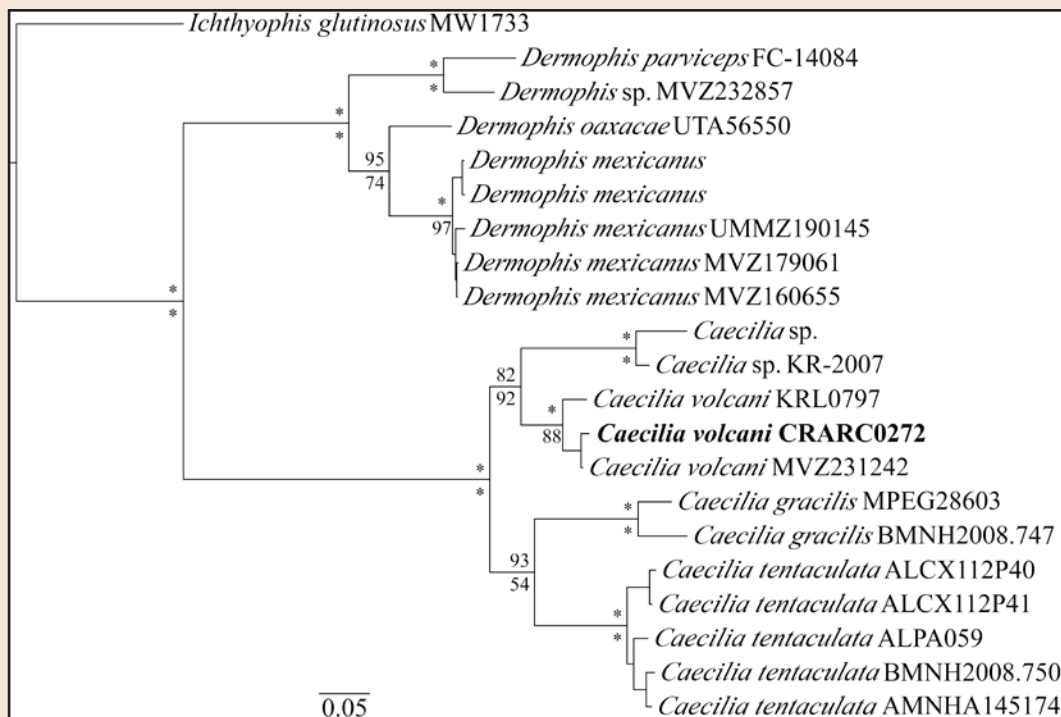 Ichthyophis glutinosus MW1733
Dermophis parviceps FC-14084
*
*
Dermophis sp. MVZ232857
*
*
Dermophis oaxacae UTA56550
95
74
Dermophis mexicanus
Dermophis mexicanus
*
97
Dermophis mexicanus UMMZ190145
Dermophis mexicanus MVZ179061
Dermophis mexicanus MVZ160655
*
*
Caecilia sp.
*
*
Caecilia sp. KR-2007
82
92
Caecilia volcani KRL0797
*
88
Caecilia volcani CRARC0272
Caecilia volcani MVZ231242
*
*
Caecilia gracilis MPEG28603
*
*
Caecilia gracilis BMNH2008.747
93
54
Caecilia tentaculata ALCX112P40
Caecilia tentaculata ALCX112P41
*
*
Caecilia tentaculata ALPA059
Caecilia tentaculata BMNH2008.750
Caecilia tentaculata AMNHA145174
0.05